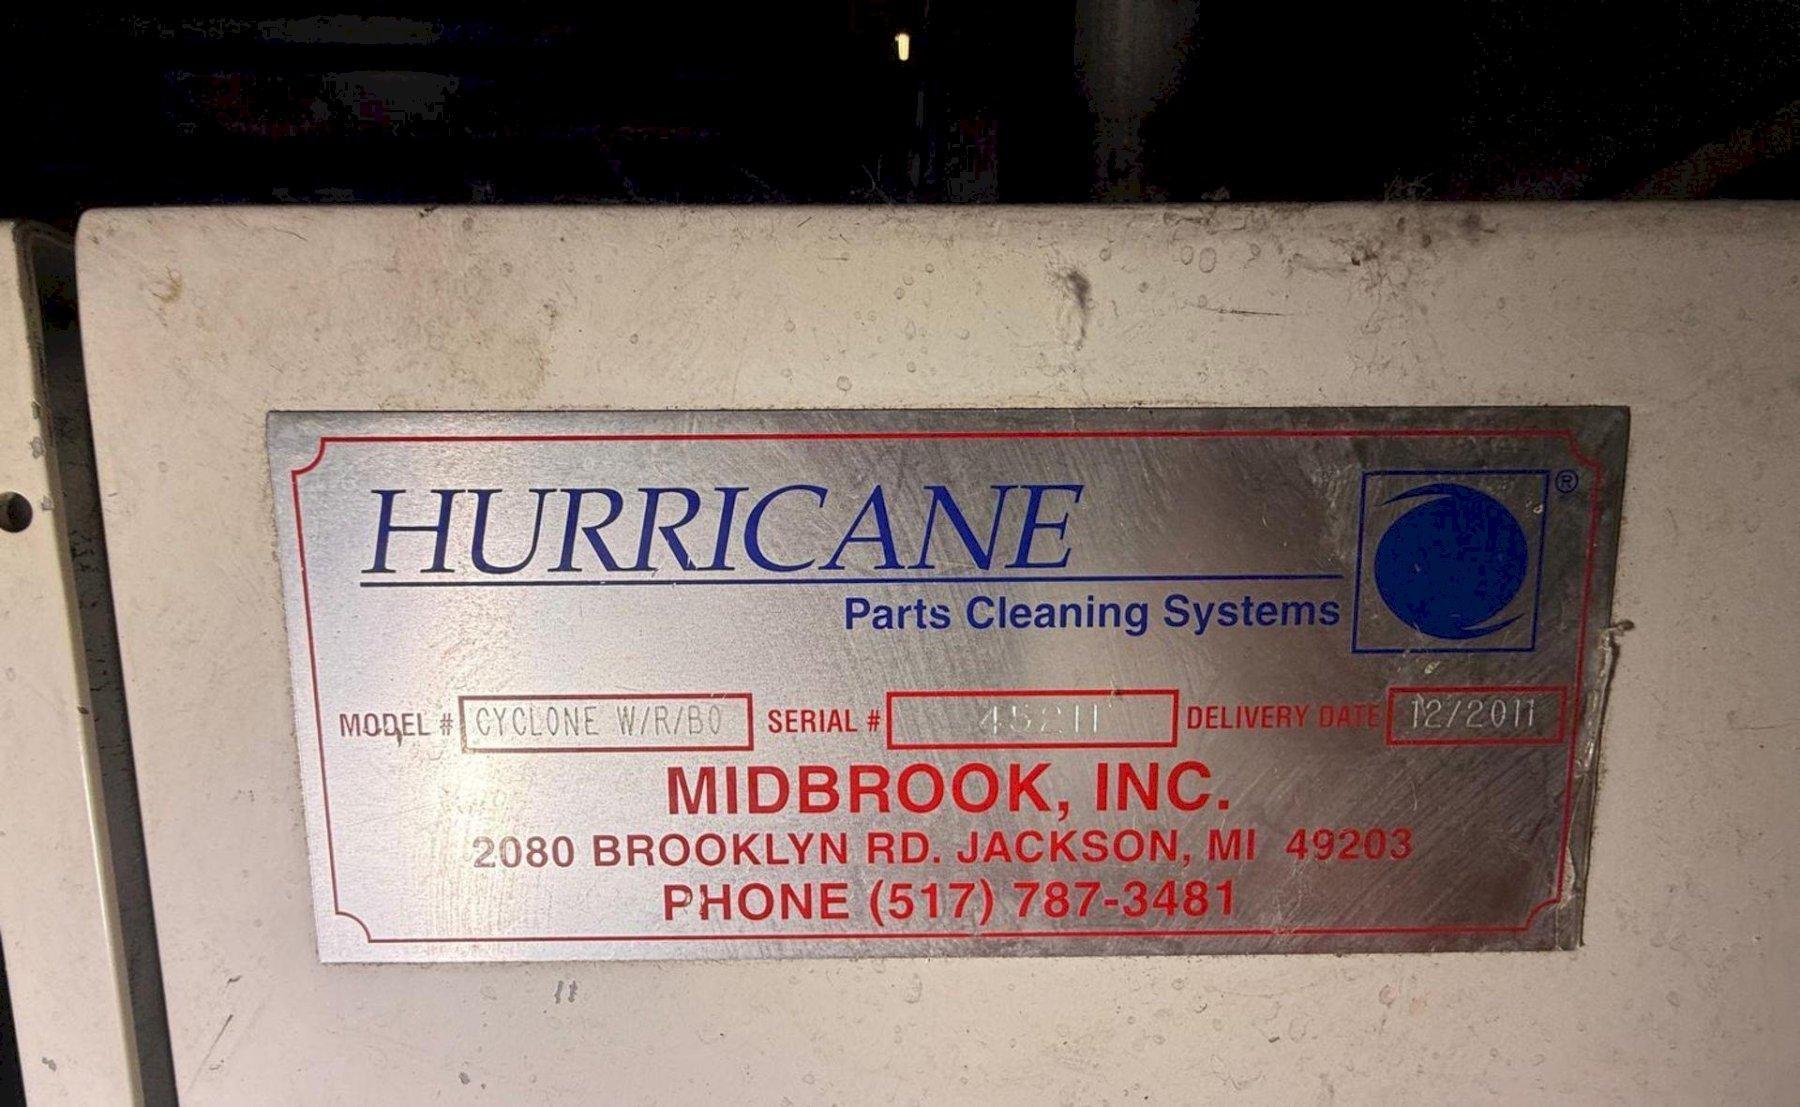 HURRICANE ®
Parts Cleaning Systems
MODEL # CYCLONE W/R/BO SERIAL # 45211 DELIVERY DATE 12/2011
MIDBROOK, INC.
2080 BROOKLYN RD. JACKSON, MI 49203
PHONE (517) 787-3481